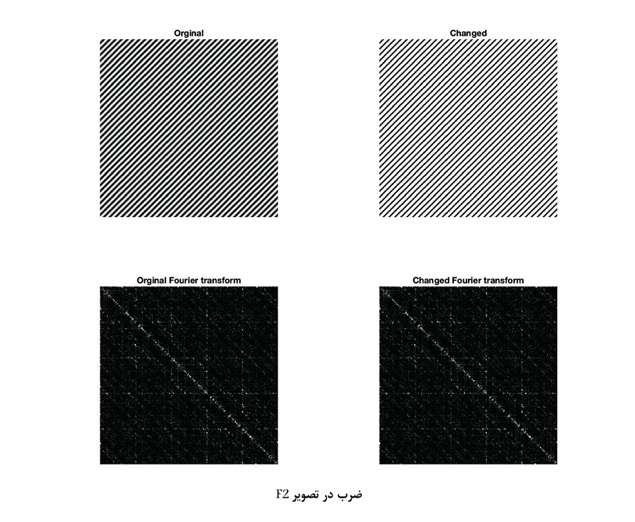 Orginal
Changed
Orginal Fourier transform
Changed Fourier transform
ضرب در تصویر F2